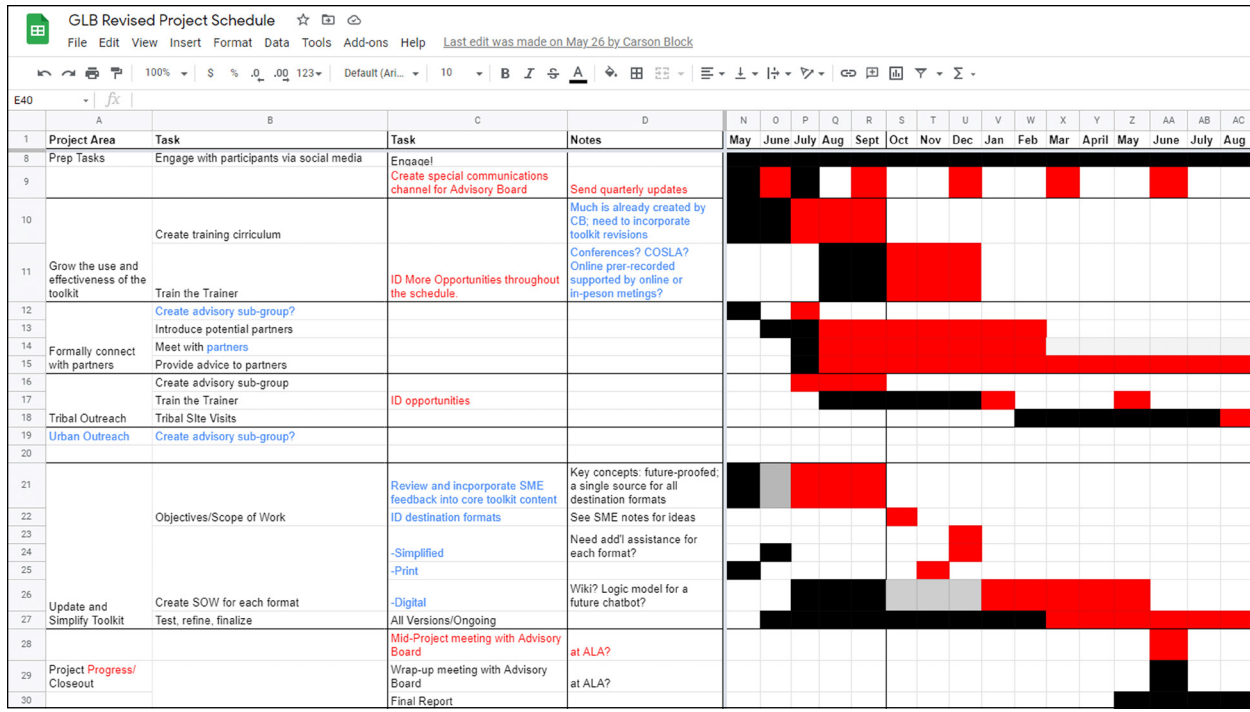 GLB Revised Project Schedule
File Edit View Insert Format Data Tools Add-ons Help Last edit was made on May 26 by Carson Block
100% $ % .0 .00 123 Default (Ari... 10 B I S A
E40 fx
A B C D N O P Q R S T U V W X Y Z AA AB AC
1 Project Area Task Task Notes May June July Aug Sept Oct Nov Dec Jan Feb Mar April May June July Aug
8 Prep Tasks Engage with participants via social media Engage!
Create special communications
9
channel for Advisory Board Send quarterly updates
Much is already created by
10 CB; need to incorporate
Create training cirriculum toolkit revisions
Conferences? COSLA?
Grow the use and Online prer-recorded
11 effectiveness of the ID More Opportunities throughout supported by online or
toolkit Train the Trainer the schedule. in-peson metings?
12 Create advisory sub-group?
13 Introduce potential partners
14 Formally connect Meet with partners
15 with partners Provide advice to partners
16 Create advisory sub-group
17 Train the Trainer ID opportunities
18 Tribal Outreach Tribal SIte Visits
19 Urban Outreach Create advisory sub-group?
20
Key concepts: future-proofed;
21 Review and incporporate SME a single source for all
feedback into core toolkit content destination formats
22 Objectives/Scope of Work ID destination formats See SME notes for ideas
23 Need add'l assistance for
24 -Simplified each format?
25 -Print
26 Wiki? Logic model for a
Update and Create SOW for each format -Digital future chatbot?
27 Simplify Toolkit Test, refine, finalize All Versions/Ongoing
28 Mid-Project meeting with Advisory
Board at ALA?
29 Project Progress/ Wrap-up meeting with Advisory
Closeout Board at ALA?
30 Final Report